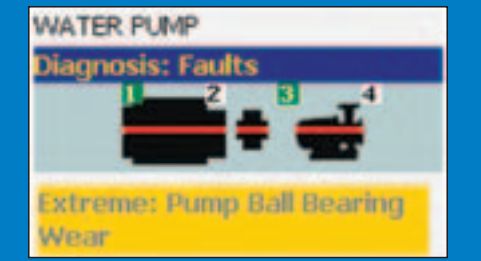 WATER PUMP
Diagnosis: Faults
1 2 3 4
Extreme: Pump Ball Bearing
Wear